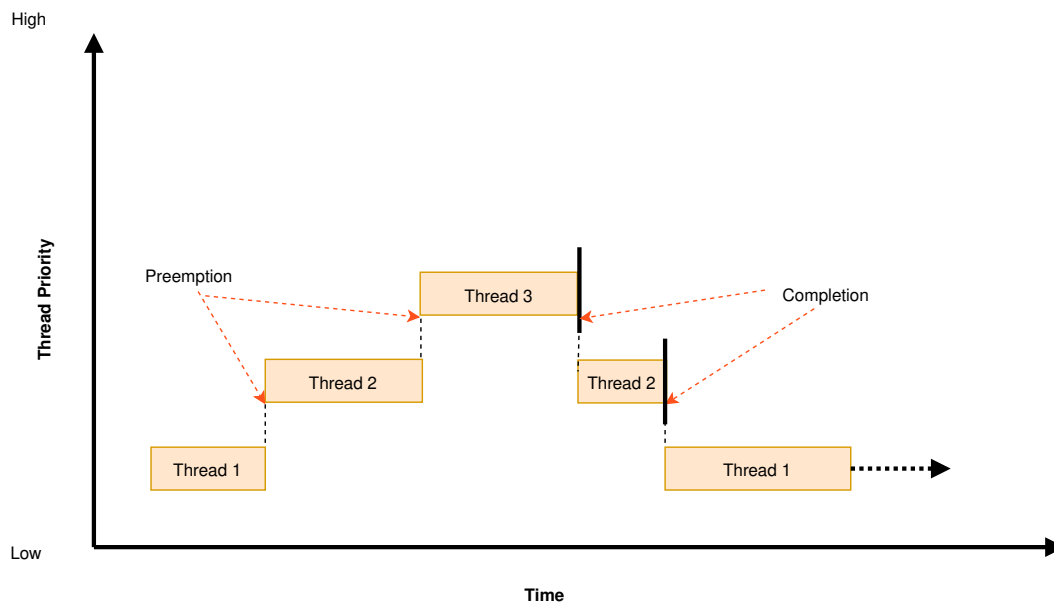 High
Thread Priority
Preemption
Thread 3
Completion
Thread 2
Thread 2
Thread 1
Thread 1
Low
Time